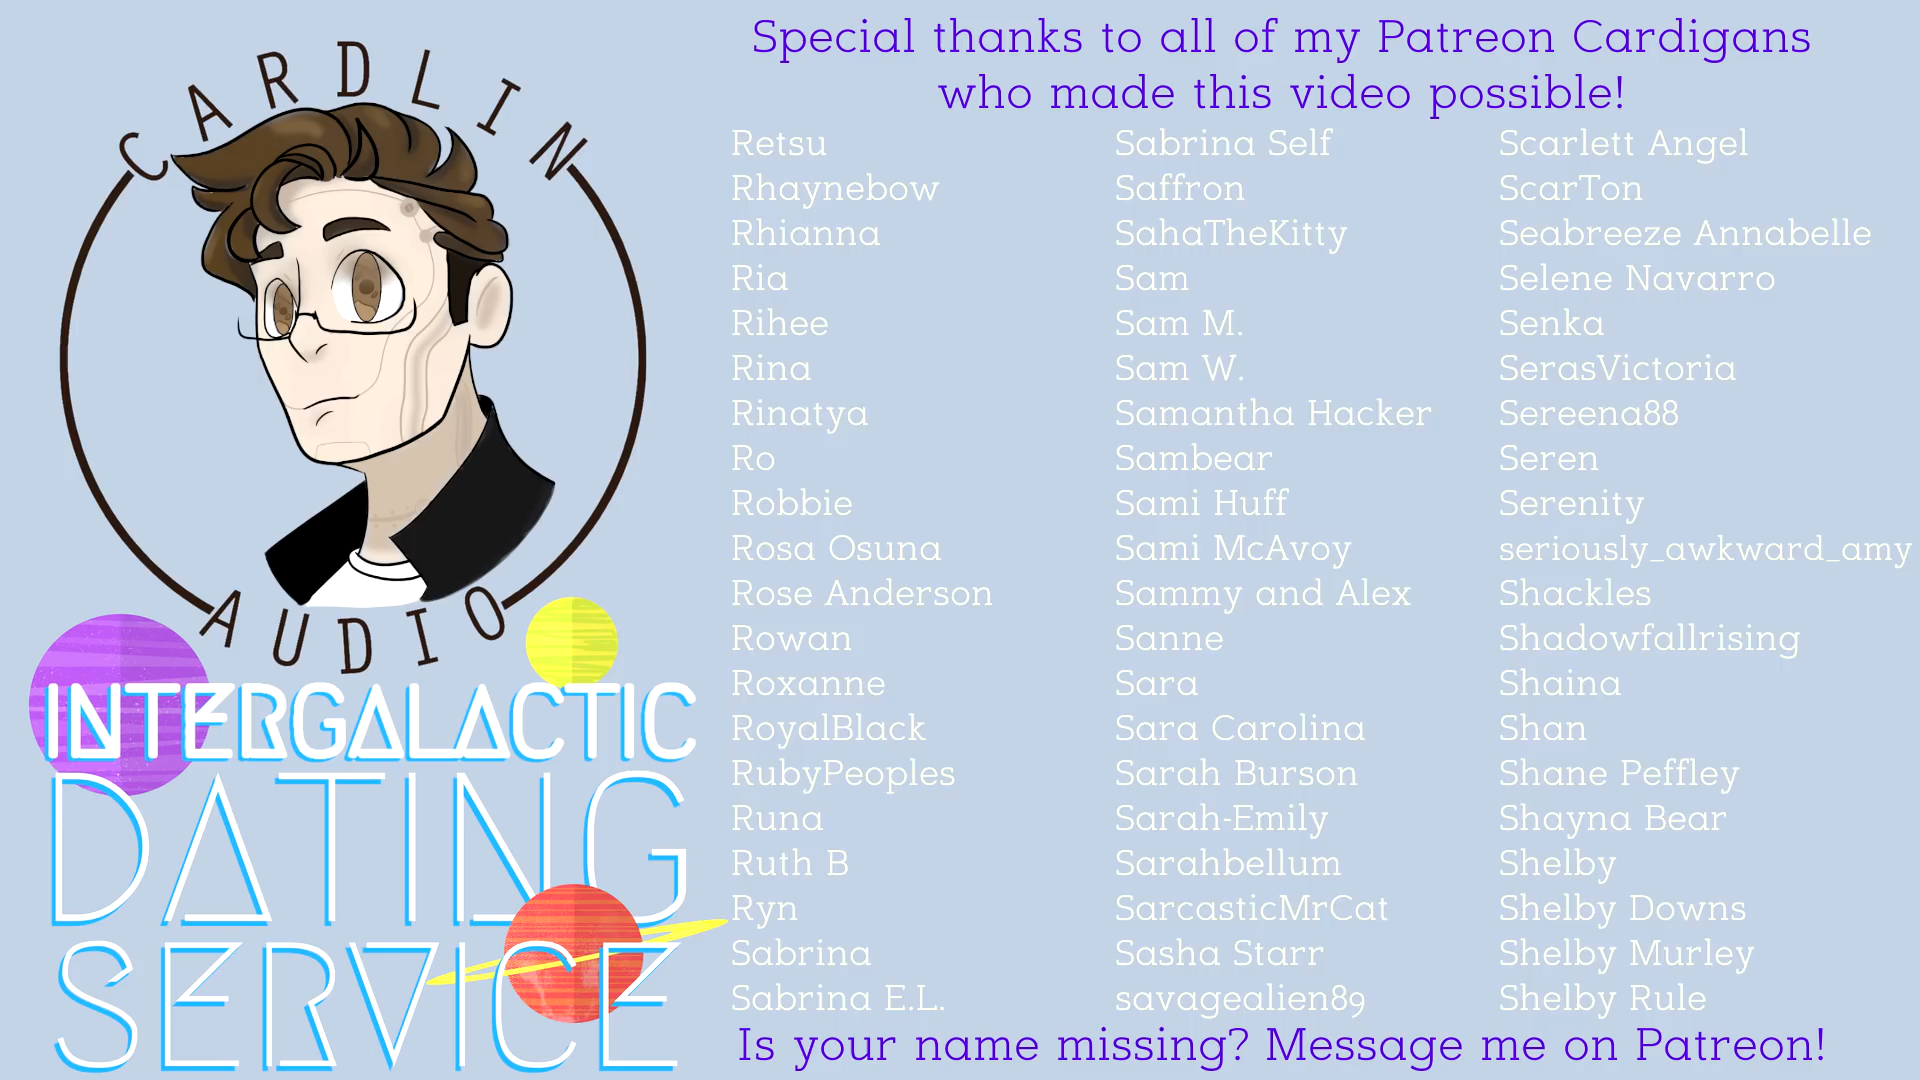 CARDLIN
AUDIO
INTERGALACTIC
DATING
SERVICE
Special thanks to all of my Patreon Cardigans
who made this video possible!
Retsu
Rhaynebow
Rhianna
Ria
Rihee
Rina
Rinatya
Ro
Robbie
Rosa Osuna
Rose Anderson
Rowan
Roxanne
RoyalBlack
RubyPeoples
Runa
Ruth B
Ryn
Sabrina
Sabrina E.L.
Sabrina Self
Saffron
SahaTheKitty
Sam
Sam M.
Sam W.
Samantha Hacker
Sambear
Sami Huff
Sami McAvoy
Sammy and Alex
Sanne
Sara
Sara Carolina
Sarah Burson
Sarah-Emily
Sarahbellum
SarcasticMrCat
Sasha Starr
savagealien89
Scarlett Angel
ScarTon
Seabreeze Annabelle
Selene Navarro
Senka
SerasVictoria
Sereena88
Seren
Serenity
seriously_awkward_amy
Shackles
Shadowfallrising
Shaina
Shan
Shane Peffley
Shayna Bear
Shelby
Shelby Downs
Shelby Murley
Shelby Rule
Is your name missing? Message me on Patreon!